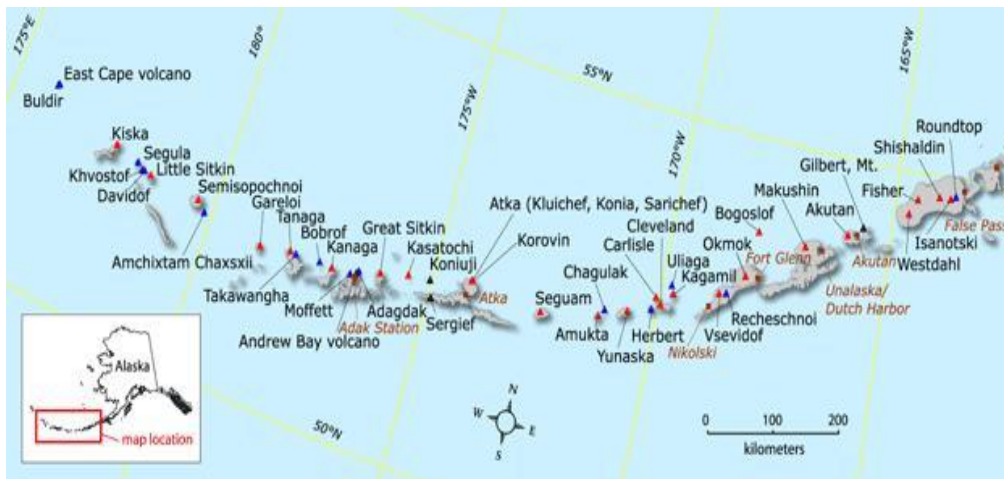 175°E
180°
175°W
55°N
170°W
165°W
50°N
East Cape volcano
Buldir
Kiska
Segula
Khvostof
Little Sitkin
Davidof
Semisopochnoi
Gareloi
Amchixtam Chaxsxii
Tanaga
Bobrof
Kanaga
Takawangha
Moffett
Andrew Bay volcano
Adak Station
Adagdak
Great Sitkin
Kasatochi
Koniuji
Sergief
Atka (Kluichef, Konia, Sarichef)
Korovin
Atka
Seguam
Chagulak
Amukta
Yunaska
Cleveland
Carlisle
Herbert
Uliaga
Kagamil
Nikolski
Vsevidof
Recheschnoi
Okmok
Bogoslof
Fort Glenn
Makushin
Unalaska/
Dutch Harbor
Akutan
Akutan
Gilbert, Mt.
Westdahl
Fisher
Shishaldin
Roundtop
Isanotski
False Pass
Alaska
map location
N
W
E
S
0 100 200
kilometers